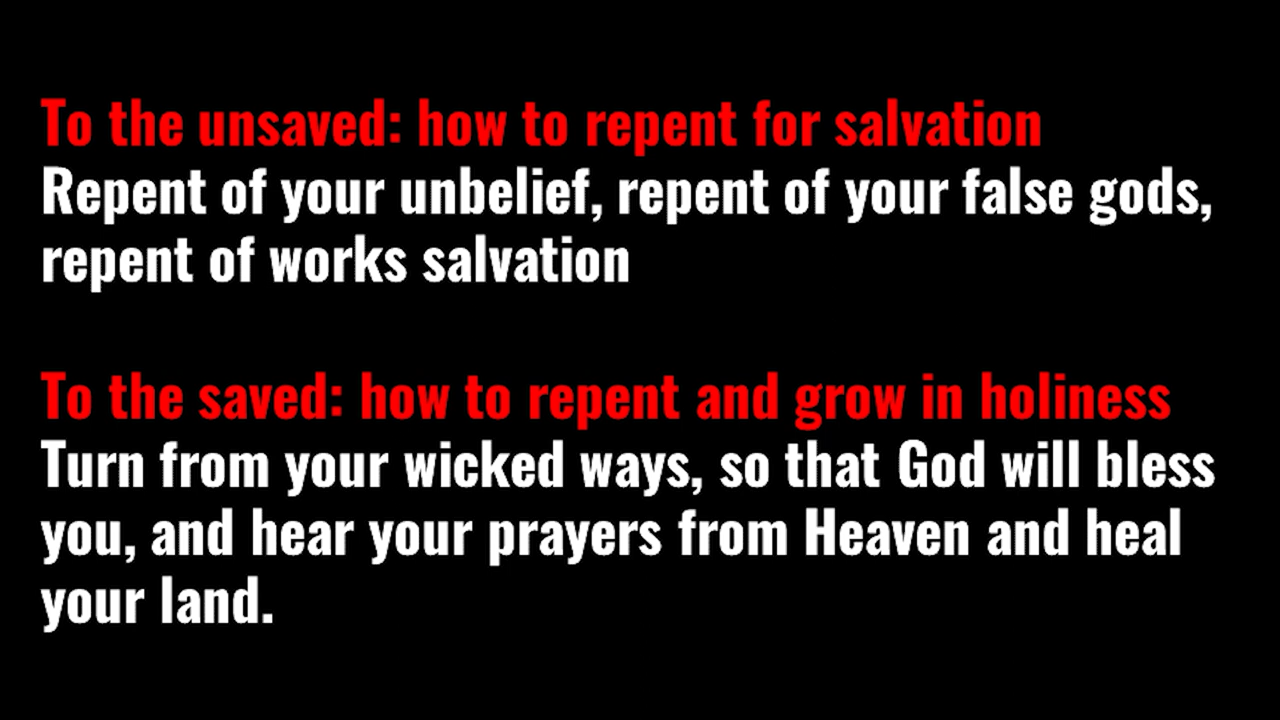 To the unsaved: how to repent for salvation
Repent of your unbelief, repent of your false gods,
repent of works salvation
To the saved: how to repent and grow in holiness
Turn from your wicked ways, so that God will bless
you, and hear your prayers from Heaven and heal
your land.